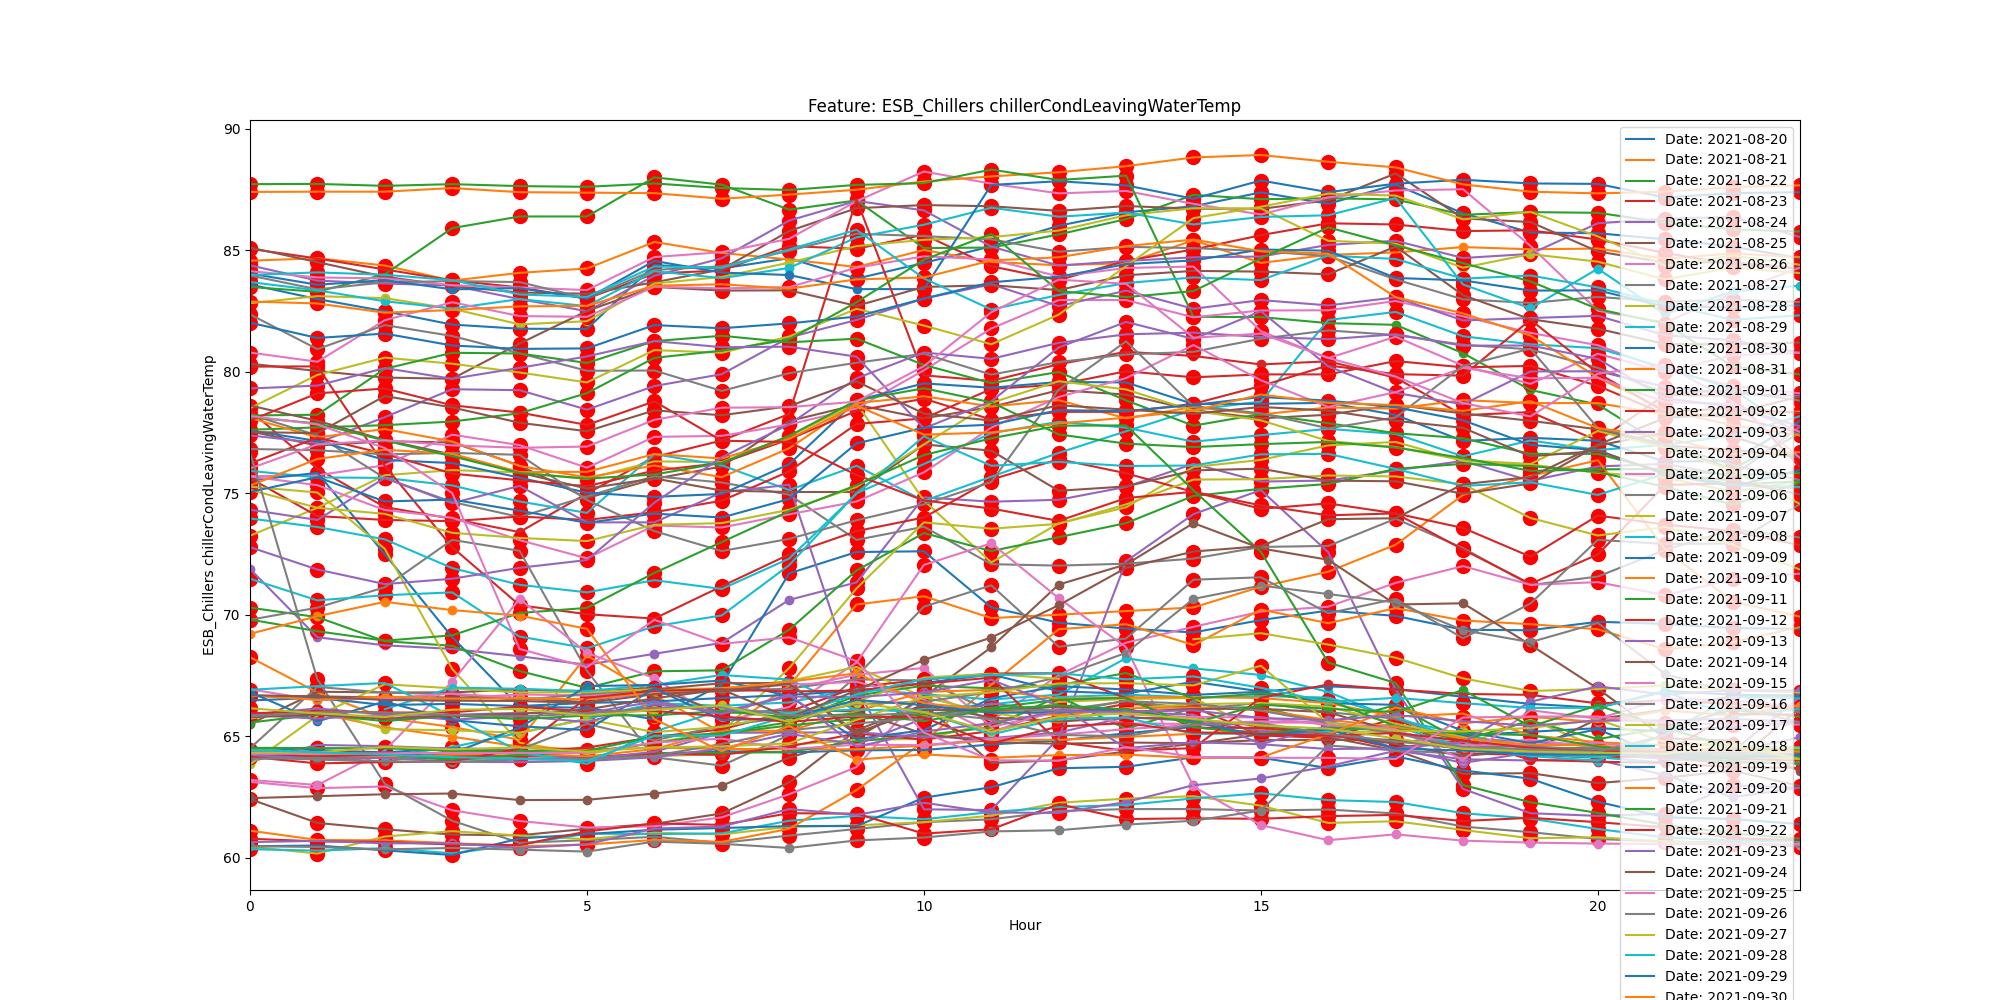 Feature: ESB_Chillers chillerCondLeavingWaterTemp
ESB_Chillers chillerCondLeavingWaterTemp
90
85
80
75
70
65
60
0
5
10
15
20
Hour
Date: 2021-08-20
Date: 2021-08-21
Date: 2021-08-22
Date: 2021-08-23
Date: 2021-08-24
Date: 2021-08-25
Date: 2021-08-26
Date: 2021-08-27
Date: 2021-08-28
Date: 2021-08-29
Date: 2021-08-30
Date: 2021-08-31
Date: 2021-09-01
Date: 2021-09-02
Date: 2021-09-03
Date: 2021-09-04
Date: 2021-09-05
Date: 2021-09-06
Date: 2021-09-07
Date: 2021-09-08
Date: 2021-09-09
Date: 2021-09-10
Date: 2021-09-11
Date: 2021-09-12
Date: 2021-09-13
Date: 2021-09-14
Date: 2021-09-15
Date: 2021-09-16
Date: 2021-09-17
Date: 2021-09-18
Date: 2021-09-19
Date: 2021-09-20
Date: 2021-09-21
Date: 2021-09-22
Date: 2021-09-23
Date: 2021-09-24
Date: 2021-09-25
Date: 2021-09-26
Date: 2021-09-27
Date: 2021-09-28
Date: 2021-09-29
Date: 2021-09-30